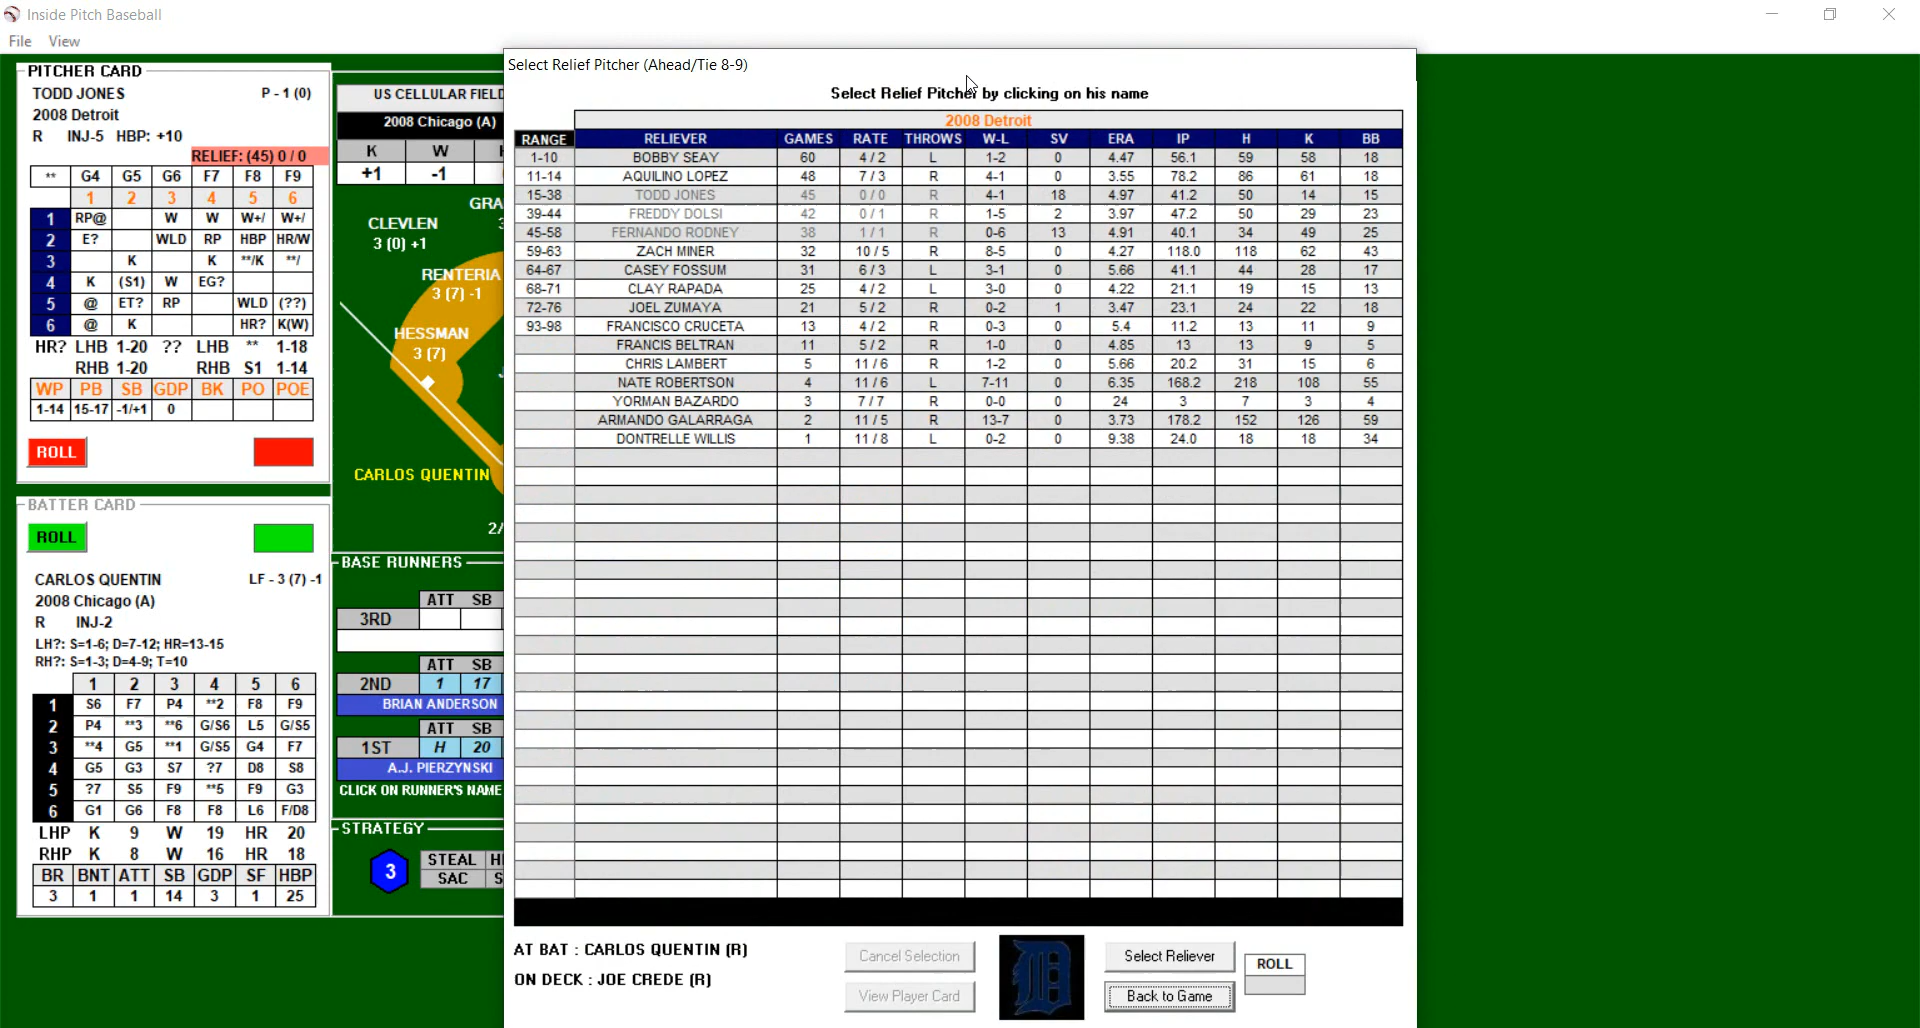 Inside Pitch Baseball
File View
PITCHER CARD
TODD JONES P - 1 (0)
2008 Detroit
R INJ-5 HBP: +10
RELIEF: (45) 0 / 0
** G4 G5 G6 F7 F8 F9
1 2 3 4 5 6
1 RP@ W W W+/ W+/
2 E? WLD RP HBP HR/W
3 K K **/K **/
4 K (S1) W EG?
5 @ ET? RP WLD (??)
6 @ K HR? K(W)
HR? LHB 1-20 ?? LHB ** 1-18
RHB 1-20 RHB S1 1-14
WP PB SB GDP BK PO POE
1-14 15-17 -1/+1 0
ROLL
BATTER CARD
ROLL
CARLOS QUENTIN LF - 3 (7) -1
2008 Chicago (A)
R INJ-2
LH?: S=1-6; D=7-12; HR=13-15
RH?: S=1-3; D=4-9; T=10
1 2 3 4 5 6
1 S6 F7 P4 **2 F8 F9
2 P4 **3 **6 G/S6 L5 G/S5
3 **4 G5 **1 G/S5 G4 F7
4 G5 G3 S7 ?7 D8 S8
5 ?7 S5 F9 **5 F9 G3
6 G1 G6 F8 F8 L6 F/D8
LHP K 9 W 19 HR 20
RHP K 8 W 16 HR 18
BR BNT ATT SB GDP SF HBP
3 1 1 14 3 1 25
US CELLULAR FIELD
2008 Chicago (A)
K W
+1 -1
GRA
CLEVLEN
3 (0) +1
RENTERIA
3 (7) -1
HESSMAN
3 (7)
CARLOS QUENTIN
2/
BASE RUNNERS
ATT SB
3RD
ATT SB
2ND 1 17
BRIAN ANDERSON
ATT SB
1ST H 20
A.J. PIERZYNSKI
CLICK ON RUNNER'S NAME
STRATEGY
3 STEAL
SAC
Select Relief Pitcher (Ahead/Tie 8-9)
Select Relief Pitcher by clicking on his name
2008 Detroit
RANGE RELIEVER GAMES RATE THROWS W-L SV ERA IP H K BB
1-10 BOBBY SEAY 60 4 / 2 L 1-2 0 4.47 56.1 59 58 18
11-14 AQUILINO LOPEZ 48 7 / 3 R 4-1 0 3.55 78.2 86 61 18
15-38 TODD JONES 45 0 / 0 R 4-1 18 4.97 41.2 50 14 15
39-44 FREDDY DOLSI 42 0 / 1 R 1-5 2 3.97 47.2 50 29 23
45-58 FERNANDO RODNEY 38 1 / 1 R 0-6 13 4.91 40.1 34 49 25
59-63 ZACH MINER 32 10 / 5 R 8-5 0 4.27 118.0 118 62 43
64-67 CASEY FOSSUM 31 6 / 3 L 3-1 0 5.66 41.1 44 28 17
68-71 CLAY RAPADA 25 4 / 2 L 3-0 0 4.22 21.1 19 15 13
72-76 JOEL ZUMAYA 21 5 / 2 R 0-2 1 3.47 23.1 24 22 18
93-98 FRANCISCO CRUCETA 13 4 / 2 R 0-3 0 5.4 11.2 13 11 9
FRANCIS BELTRAN 11 5 / 2 R 1-0 0 4.85 13 13 9 5
CHRIS LAMBERT 5 11 / 6 R 1-2 0 5.66 20.2 31 15 6
NATE ROBERTSON 4 11 / 6 L 7-11 0 6.35 168.2 218 108 55
YORMAN BAZARDO 3 7 / 7 R 0-0 0 24 3 7 3 4
ARMANDO GALARRAGA 2 11 / 5 R 13-7 0 3.73 178.2 152 126 59
DONTRELLE WILLIS 1 11 / 8 L 0-2 0 9.38 24.0 18 18 34
AT BAT : CARLOS QUENTIN (R)
ON DECK : JOE CREDE (R)
Cancel Selection
View Player Card
Select Reliever
Back to Game
ROLL